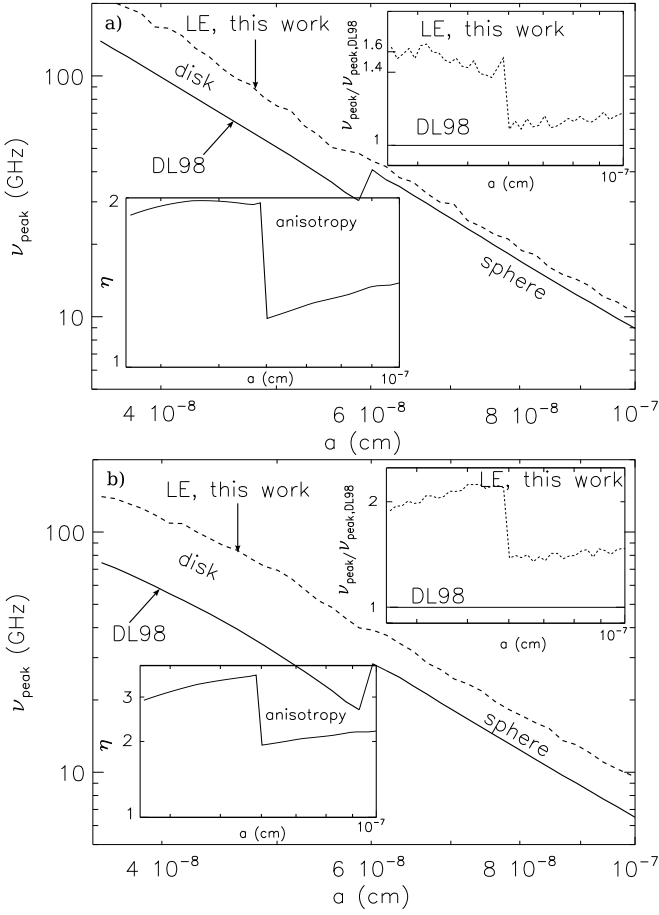 a)
LE, this work
disk
DL98
sphere
100
10
ν_peak (GHz)
4 10⁻⁸
6 10⁻⁸
8 10⁻⁸
10⁻⁷
a (cm)
LE, this work
DL98
1.6
1.4
1
ν_peak/ν_peak,DL98
a (cm)
10⁻⁷
anisotropy
2
1
η
a (cm)
10⁻⁷
b)
LE, this work
disk
DL98
sphere
100
10
ν_peak (GHz)
4 10⁻⁸
6 10⁻⁸
8 10⁻⁸
10⁻⁷
a (cm)
LE, this work
DL98
2
1
ν_peak/ν_peak,DL98
a (cm)
10⁻⁷
anisotropy
3
2
1
η
a (cm)
10⁻⁷